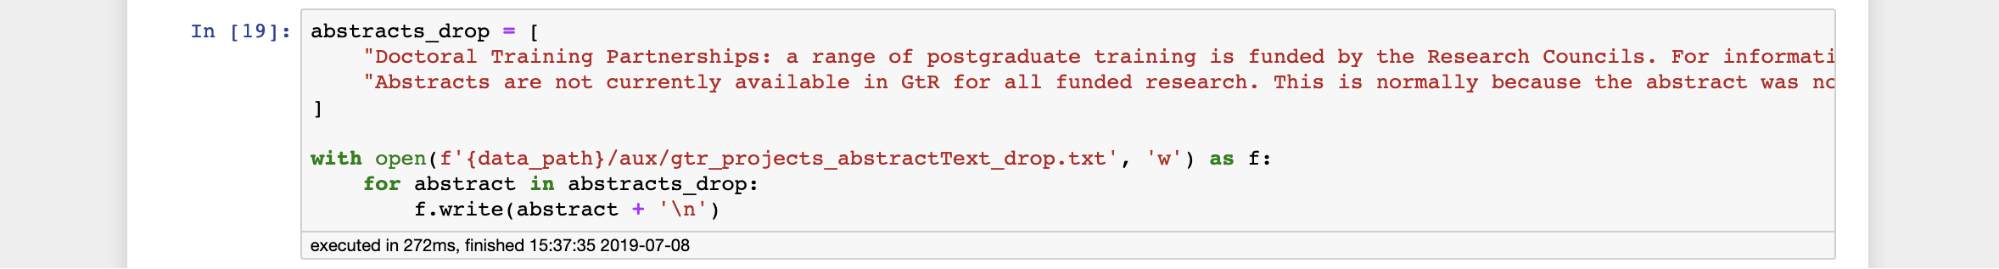 In [19]: abstracts_drop = [
    "Doctoral Training Partnerships: a range of postgraduate training is funded by the Research Councils. For informati
    "Abstracts are not currently available in GtR for all funded research. This is normally because the abstract was no
]
with open(f'{data_path}/aux/gtr_projects_abstractText_drop.txt', 'w') as f:
    for abstract in abstracts_drop:
        f.write(abstract + '\n')
executed in 272ms, finished 15:37:35 2019-07-08